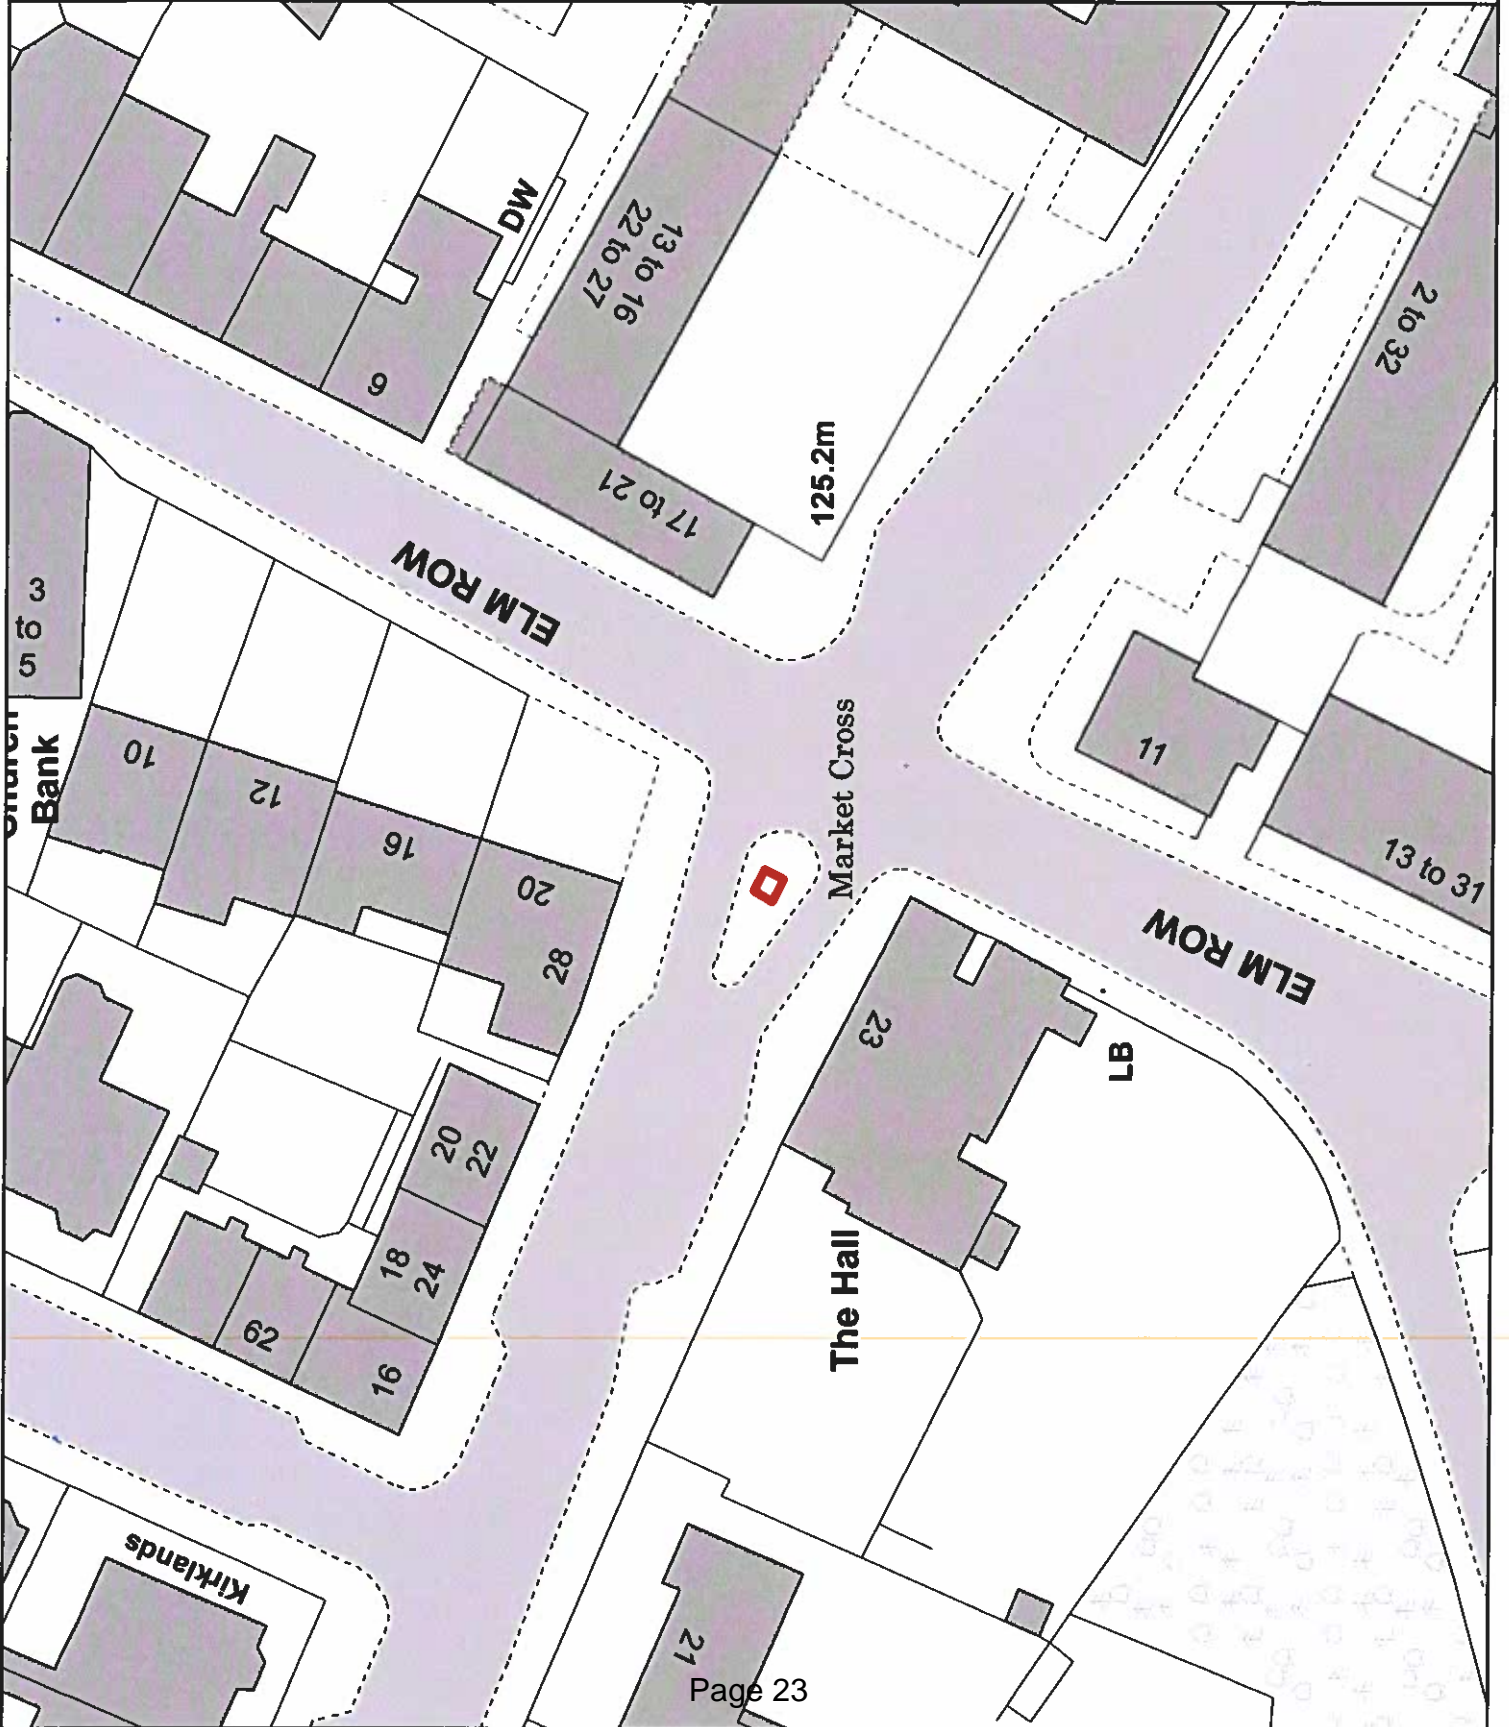 DW
13 to 16
22 to 27
2 to 32
6
17 to 21
125.2m
ELM ROW
3
to
5
Bank
10
12
16
20
28
Market Cross
11
13 to 31
ELM ROW
23
LB
20
22
18
24
62
16
The Hall
Kirklands
21
Page 23